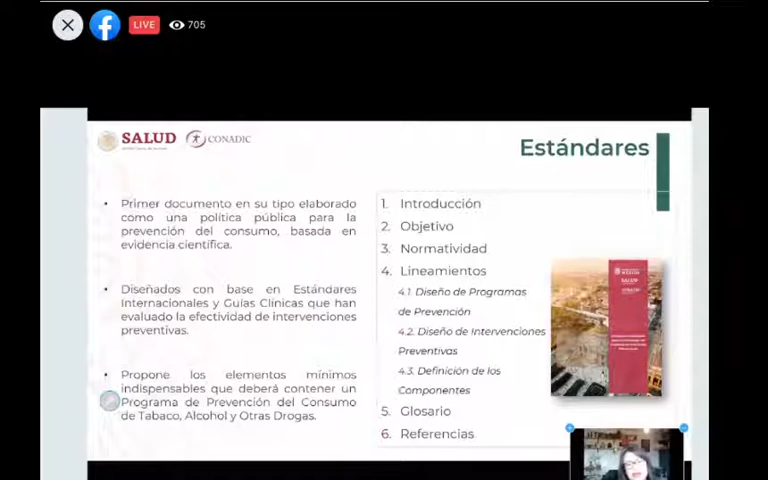 LIVE
705
SALUD
CONADIC
Estándares
• Primer documento en su tipo elaborado
como una política pública para la
prevención del consumo, basada en
evidencia científica.
• Diseñados con base en Estándares
Internacionales y Guías Clínicas que han
evaluado la efectividad de intervenciones
preventivas.
• Propone los elementos mínimos
indispensables que deberá contener un
Programa de Prevención del Consumo
de Tabaco, Alcohol y Otras Drogas.
1. Introducción
2. Objetivo
3. Normatividad
4. Lineamientos
4.1. Diseño de Programas
de Prevención
4.2. Diseño de Intervenciones
Preventivas
4.3. Definición de los
Componentes
5. Glosario
6. Referencias
SALUD